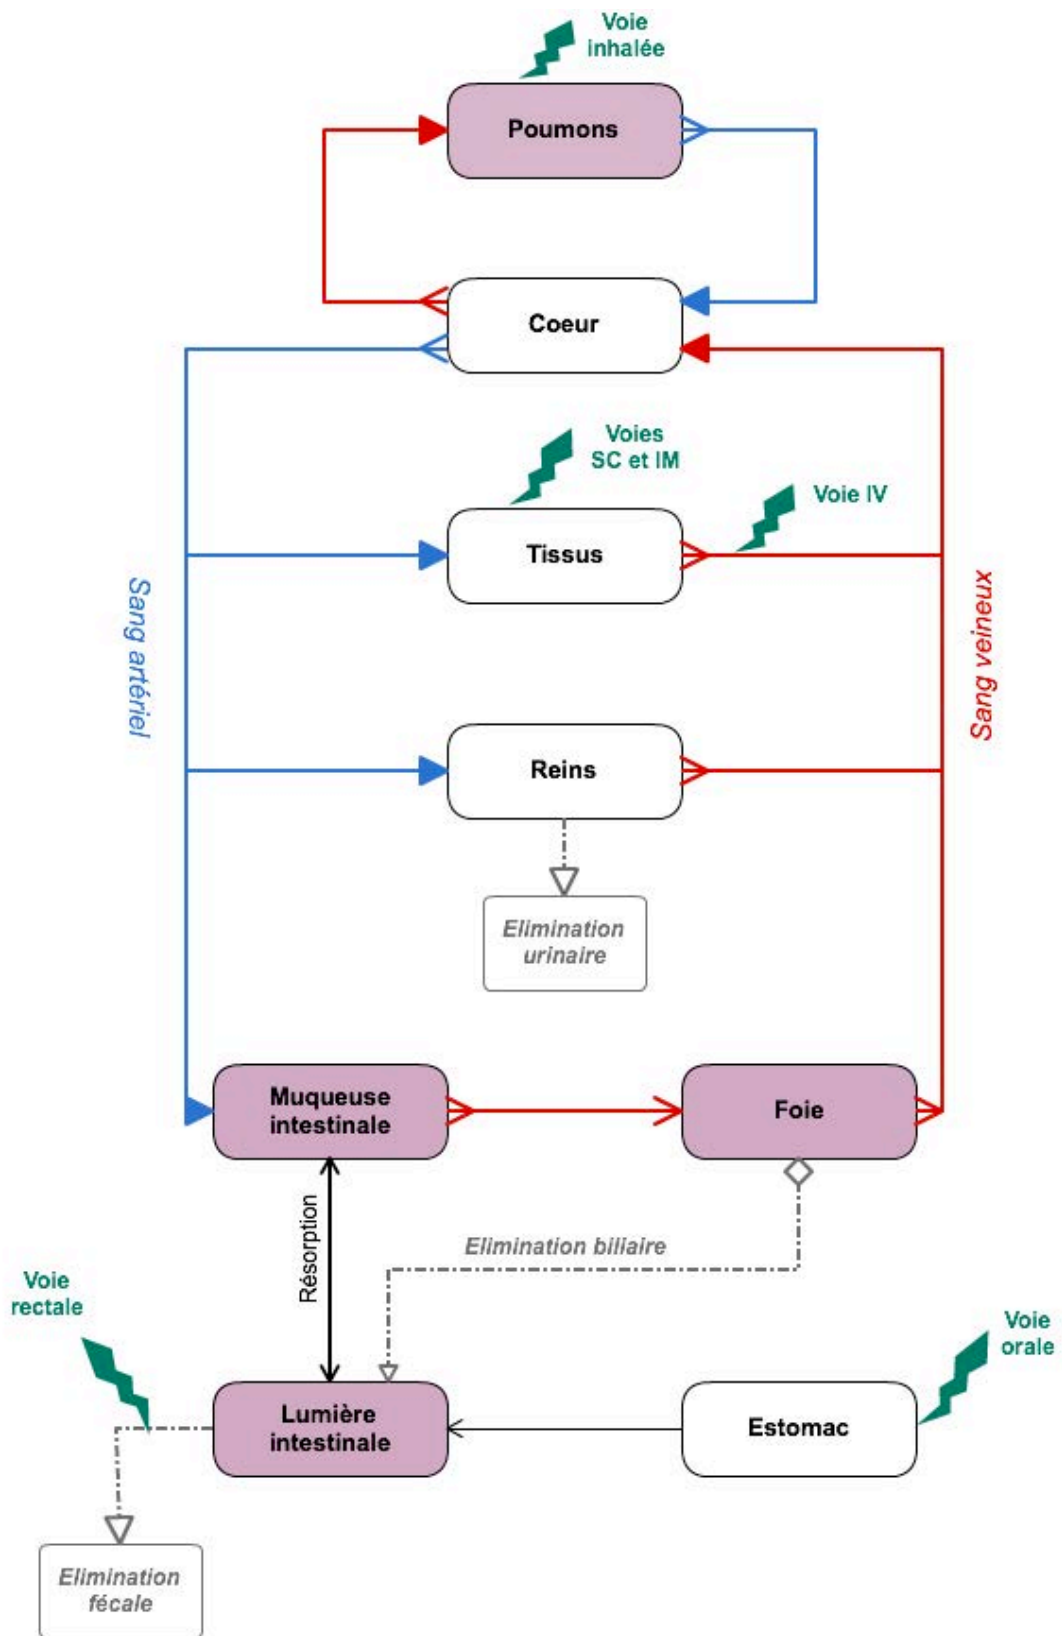 Voie
inhalée
Poumons
Coeur
Voies
SC et IM
Voie IV
Tissus
Sang artériel
Sang veineux
Reins
Elimination
urinaire
Muqueuse
intestinale
Foie
Résorption
Elimination biliaire
Voie
rectale
Voie
orale
Lumière
intestinale
Estomac
Elimination
fécale